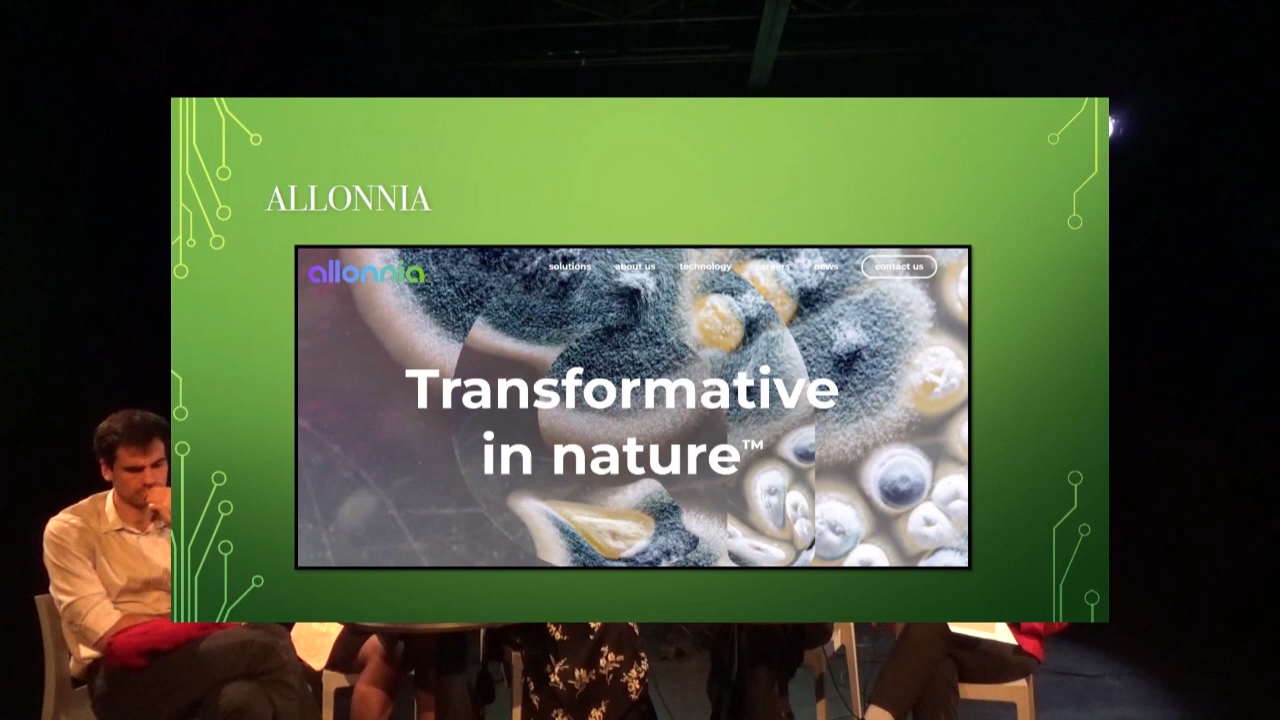 ALLONNIA
allonnia
solutions about us technology careers news contact us
Transformative
in nature™